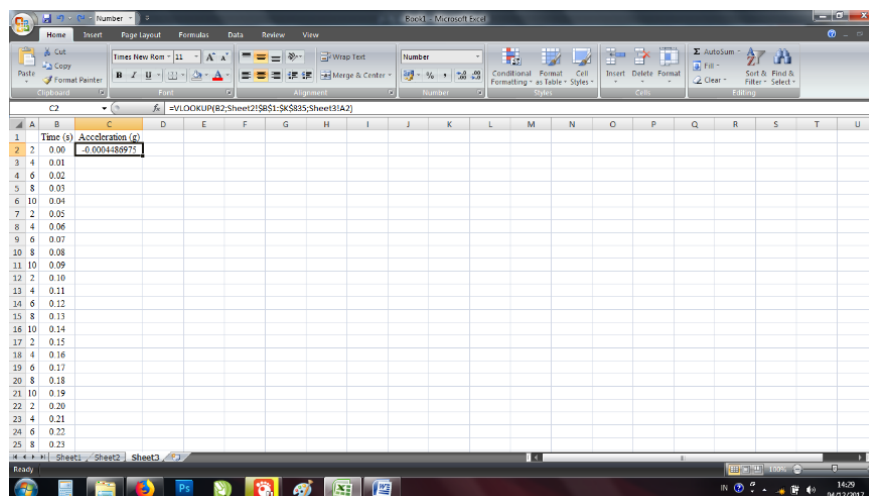 Number
Book1 - Microsoft Excel
Home Insert Page Layout Formulas Data Review View
Cut
Copy
Format Painter
Paste
Clipboard
Times New Rom 11
B I U
Font
Wrap Text
Merge & Center
Alignment
Number
%
Number
Conditional Formatting
Format as Table
Cell Styles
Styles
Insert Delete Format
Cells
Σ AutoSum
Fill
Clear
Sort & Filter
Find & Select
Editing
C2 fx =VLOOKUP(B2;Sheet2!$B$1:$K$835;Sheet3!A2)
A B C D E F G H I J K L M N O P Q R S T U
1 Time (s) Acceleration (g)
2 2 0.00 -0.0004486975
3 4 0.01
4 6 0.02
5 8 0.03
6 10 0.04
7 2 0.05
8 4 0.06
9 6 0.07
10 8 0.08
11 10 0.09
12 2 0.10
13 4 0.11
14 6 0.12
15 8 0.13
16 10 0.14
17 2 0.15
18 4 0.16
19 6 0.17
20 8 0.18
21 10 0.19
22 2 0.20
23 4 0.21
24 6 0.22
25 8 0.23
Sheet1 Sheet2 Sheet3
Ready 100%
Ps IN 14:29
04/12/2017